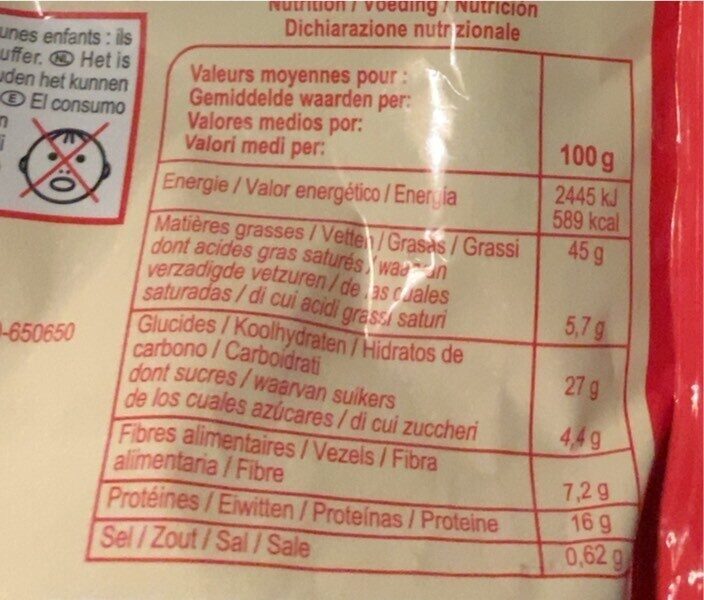 unes enfants : ils
uffer. NL Het is
uden het kunnen
E El consumo
n
i
-650650
Nutrition / Voeding / Nutrición
Dichiarazione nutrizionale
Valeurs moyennes pour :
Gemiddelde waarden per:
Valores medios por:
Valori medi per:
100 g
Energie / Valor energético / Energia
2445 kJ
589 kcal
Matières grasses / Vetten / Grasas / Grassi
45 g
dont acides gras saturés / waarvan
verzadigde vetzuren / de las cuales
saturadas / di cui acidi grassi saturi
5,7 g
Glucides / Koolhydraten / Hidratos de
carbono / Carboidrati
27 g
dont sucres / waarvan suikers
de los cuales azúcares / di cui zuccheri
4,4 g
Fibres alimentaires / Vezels / Fibra
alimentaria / Fibre
7,2 g
Protéines / Eiwitten / Proteínas / Proteine
16 g
Sel / Zout / Sal / Sale
0,62 g